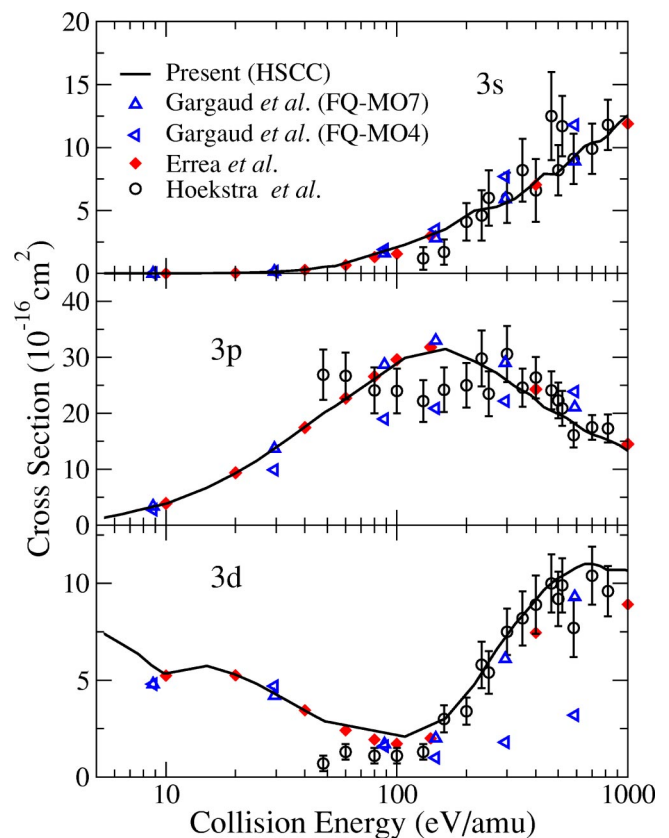 20
15
10
5
0
Present (HSCC)
Gargaud et al. (FQ-MO7)
Gargaud et al. (FQ-MO4)
Errea et al.
Hoekstra et al.
3s
40
30
20
10
0
3p
10
5
0
3d
Cross Section (10⁻¹⁶ cm²)
10
100
1000
Collision Energy (eV/amu)